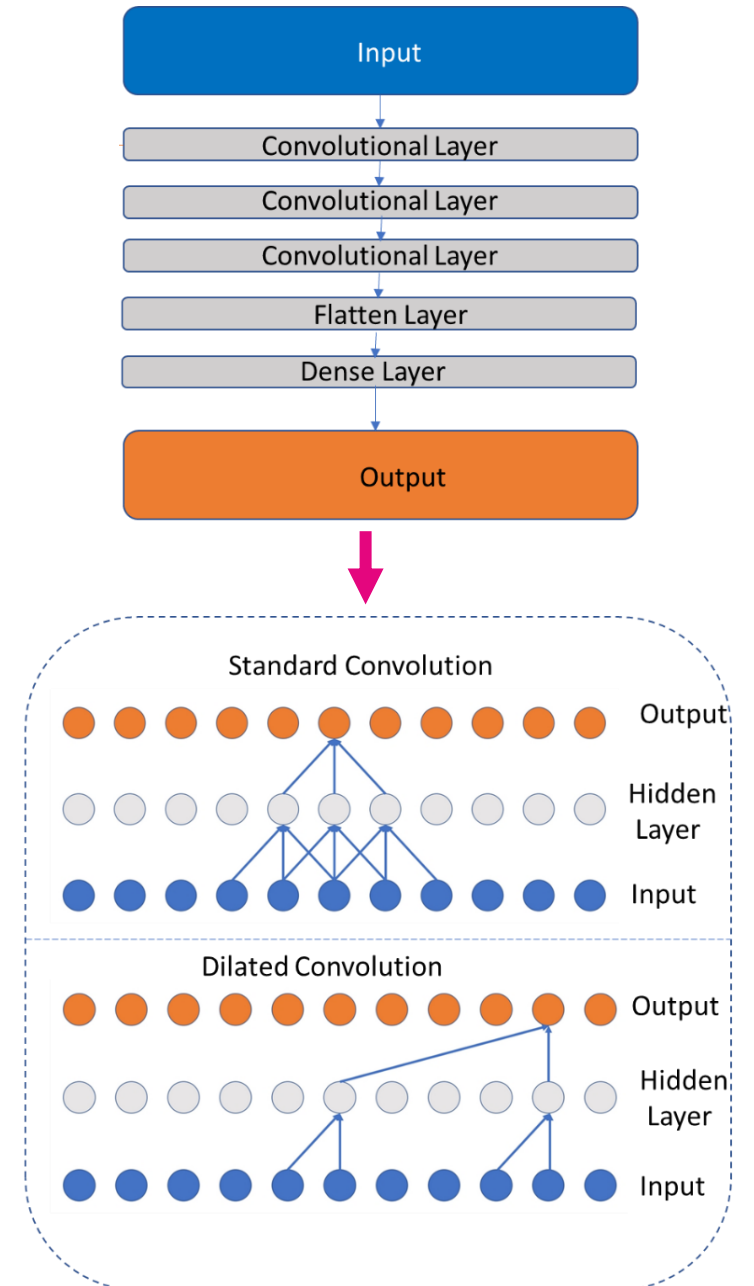 Input
Convolutional Layer
Convolutional Layer
Convolutional Layer
Flatten Layer
Dense Layer
Output
Standard Convolution
Output
Hidden
Layer
Input
Dilated Convolution
Output
Hidden
Layer
Input